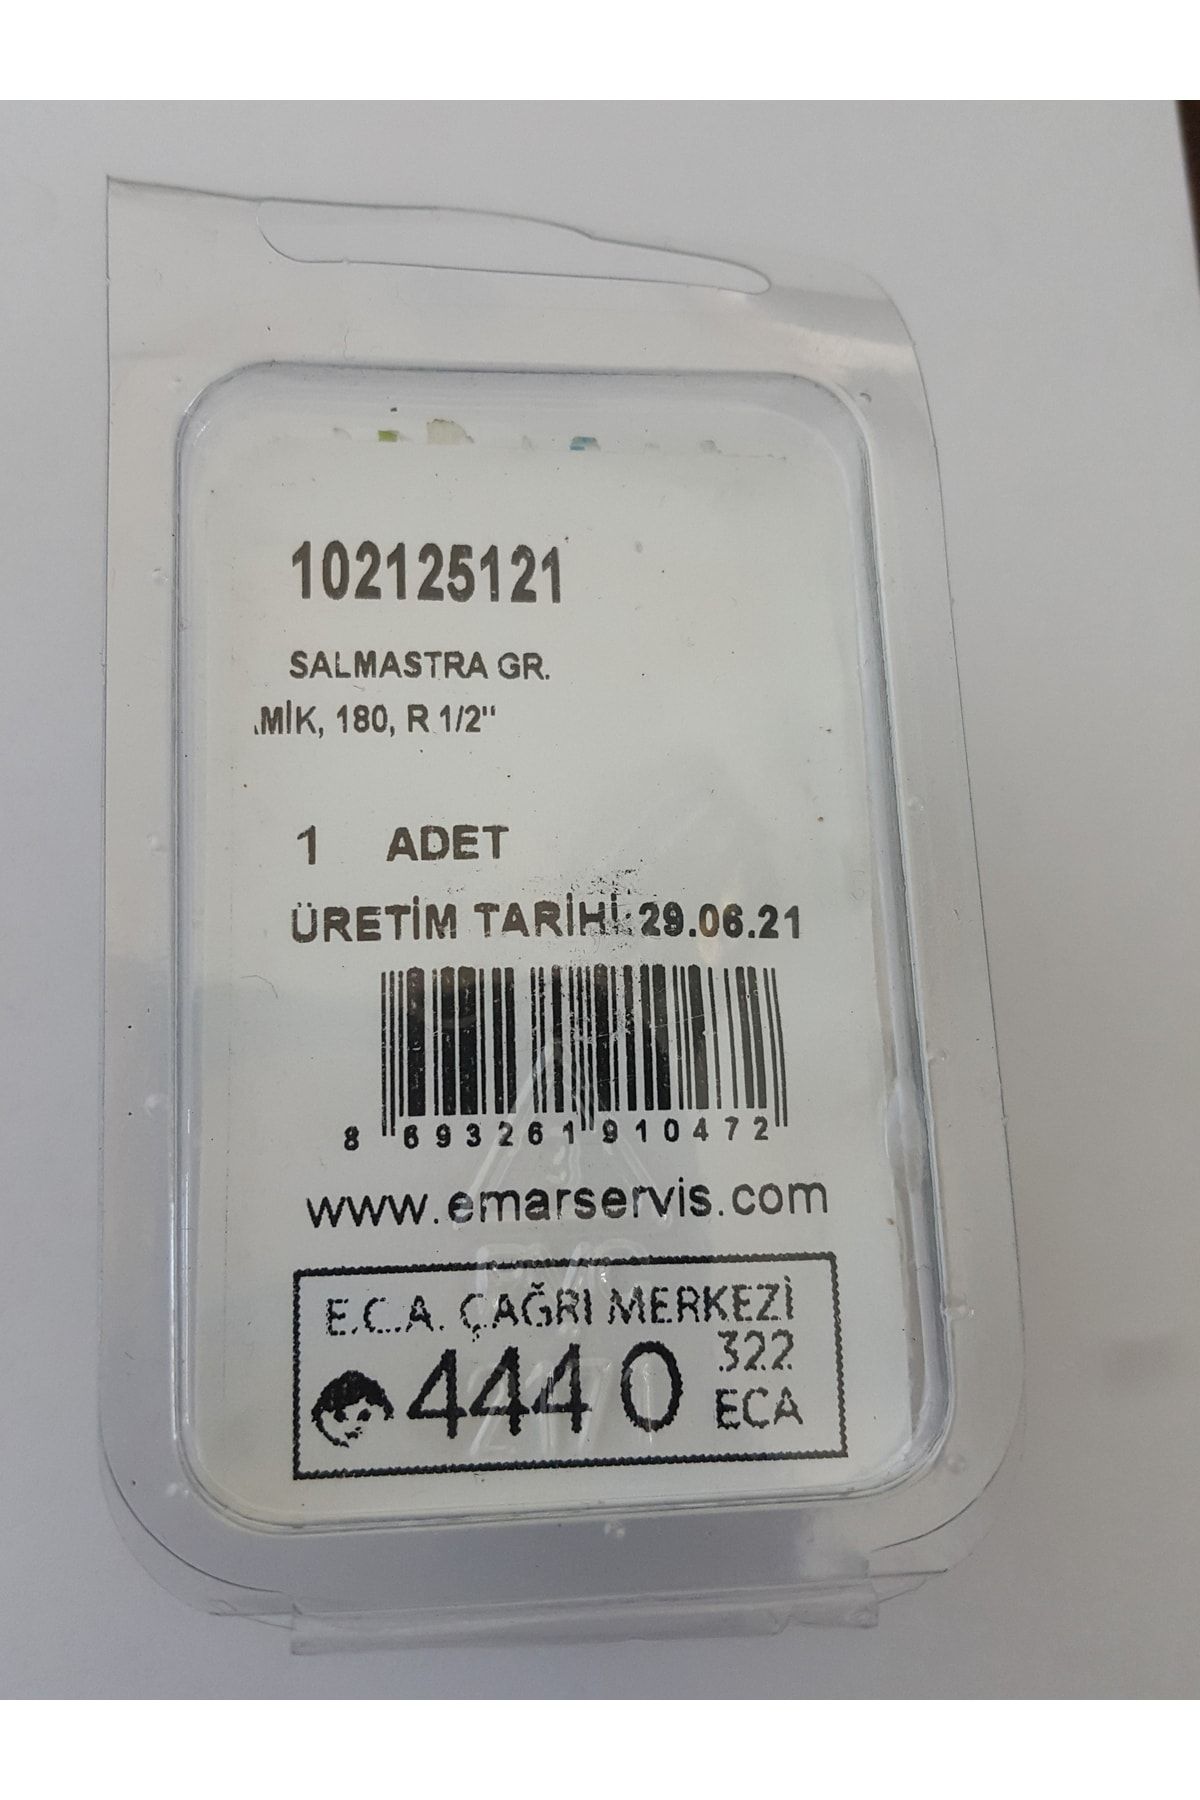 102125121
SALMASTRA GR.
.MİK, 180, R 1/2"
1 ADET
ÜRETİM TARİHİ: 29.06.21
8 693261 910472
www.emarservis.com
E.C.A. ÇAĞRI MERKEZİ
444 0 322
ECA